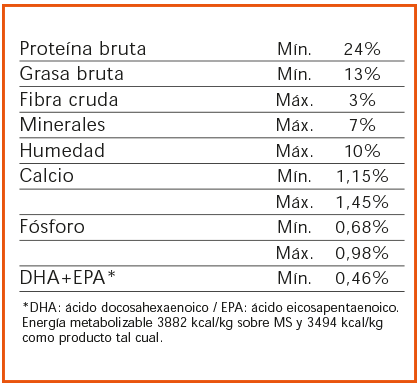 Proteína bruta Mín. 24%
Grasa bruta Mín. 13%
Fibra cruda Máx. 3%
Minerales Máx. 7%
Humedad Máx. 10%
Calcio Mín. 1,15%
Máx. 1,45%
Fósforo Mín. 0,68%
Máx. 0,98%
DHA+EPA* Mín. 0,46%
*DHA: ácido docosahexaenoico / EPA: ácido eicosapentaenoico.
Energía metabolizable 3882 kcal/kg sobre MS y 3494 kcal/kg
como producto tal cual.